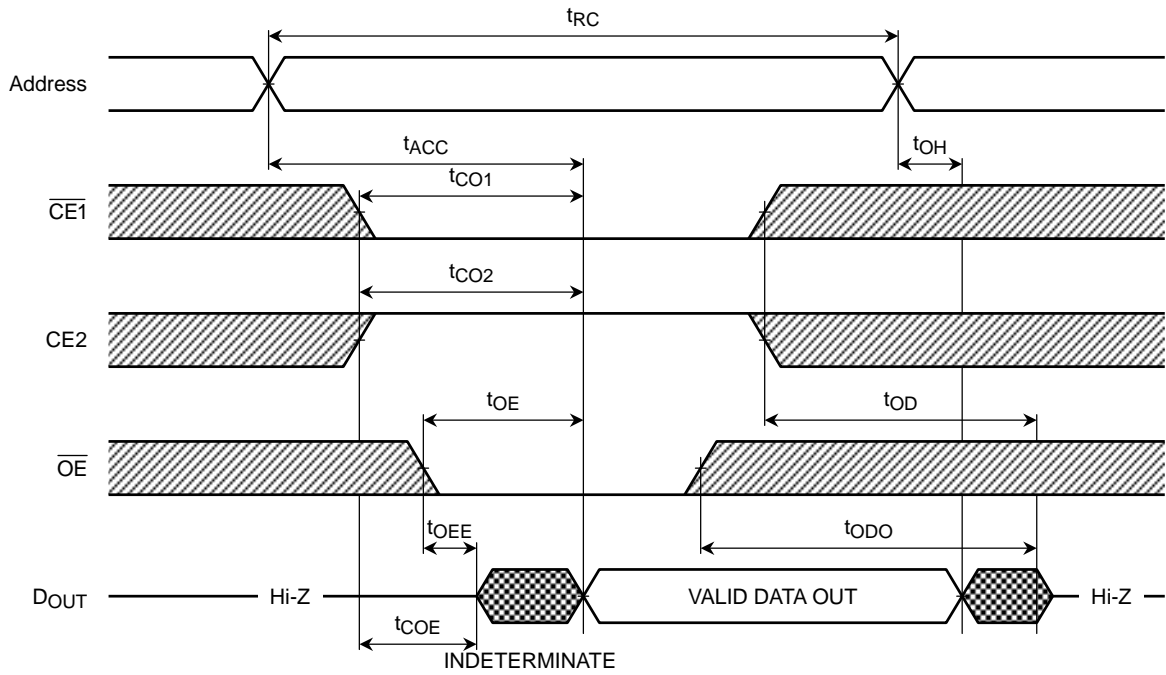 tRC
Address
tACC
tOH
tCO1
CE1
tCO2
CE2
tOE
tOD
OE
tOEE
tODO
DOUT
Hi-Z
VALID DATA OUT
Hi-Z
tCOE
INDETERMINATE